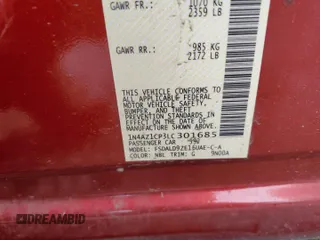 GAWR FR.: 1070 KG
2359 LB
GAWR RR.: 985 KG
2172 LB
THIS VEHICLE CONFORMS TO ALL
APPLICABLE FEDERAL
MOTOR VEHICLE SAFETY,
BUMPER, AND THEFT
PREVENTION STANDARDS
IN EFFECT ON THE DATE
OF MANUFACTURE SHOWN ABOVE.
1N4AZ1CP3LC301685
PASSENGER CAR
MODEL:
COLOR: NBL TRIM: G
DREAMBID